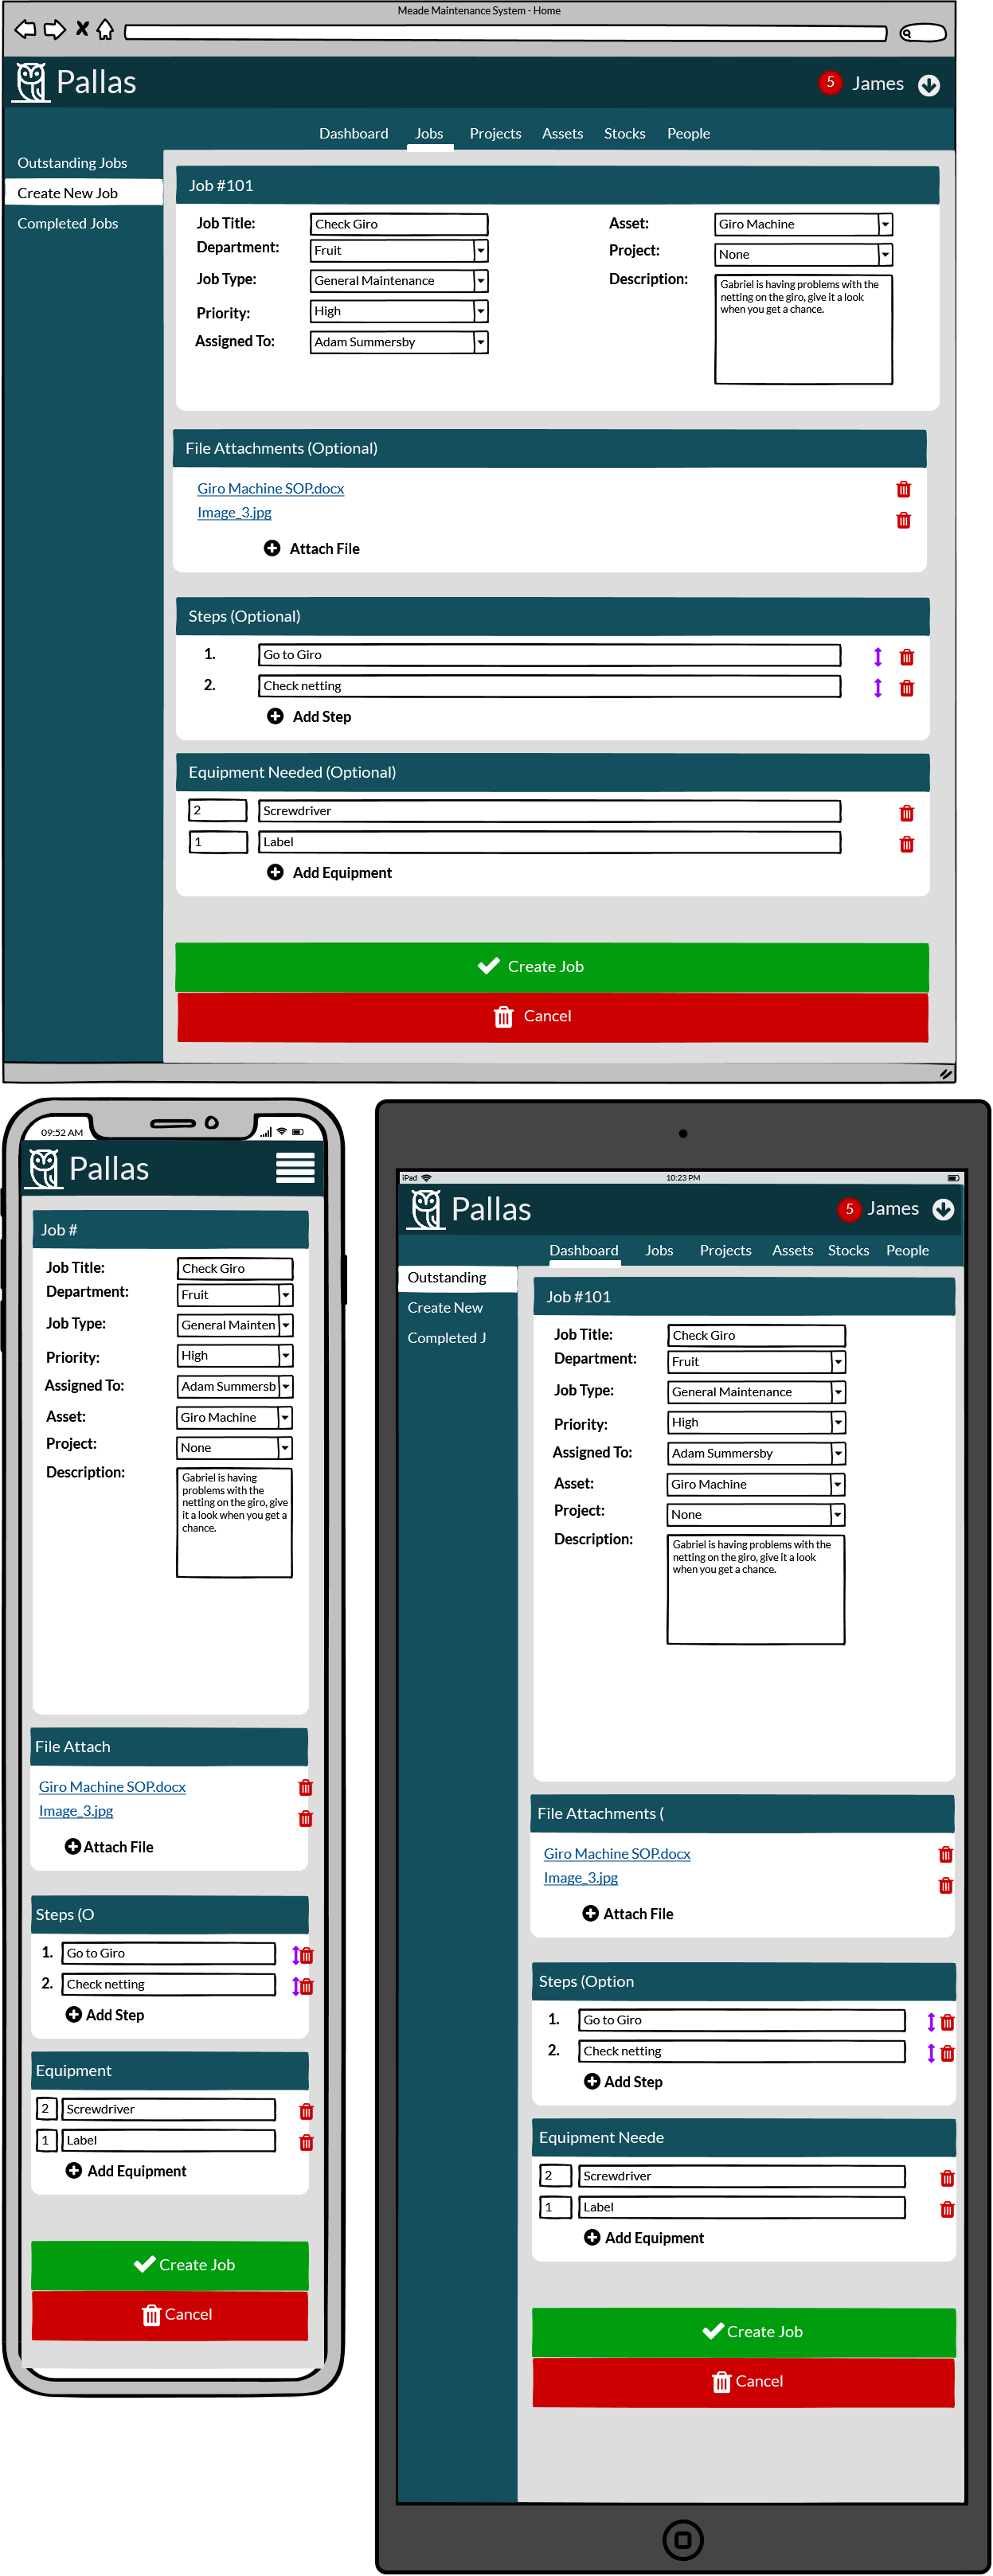 Meade Maintenance System - Home
Pallas
5 James
Dashboard Jobs Projects Assets Stocks People
Outstanding Jobs
Create New Job
Completed Jobs
Job #101
Job Title: Check Giro
Department: Fruit
Job Type: General Maintenance
Priority: High
Assigned To: Adam Summersby
Asset: Giro Machine
Project: None
Description: Gabriel is having problems with the
netting on the giro, give it a look
when you get a chance.
File Attachments (Optional)
Giro Machine SOP.docx
Image_3.jpg
Attach File
Steps (Optional)
1. Go to Giro
2. Check netting
Add Step
Equipment Needed (Optional)
2 Screwdriver
1 Label
Add Equipment
Create Job
Cancel
09:52 AM
Pallas
Job #
Job Title: Check Giro
Department: Fruit
Job Type: General Mainten
Priority: High
Assigned To: Adam Summersb
Asset: Giro Machine
Project: None
Description: Gabriel is having
problems with the
netting on the giro, give
it a look when you get a
chance.
File Attach
Giro Machine SOP.docx
Image_3.jpg
Attach File
Steps (O
1. Go to Giro
2. Check netting
Add Step
Equipment
2 Screwdriver
1 Label
Add Equipment
Create Job
Cancel
iPad 10:23 PM
Pallas
5 James
Dashboard Jobs Projects Assets Stocks People
Outstanding
Create New
Completed J
Job #101
Job Title: Check Giro
Department: Fruit
Job Type: General Maintenance
Priority: High
Assigned To: Adam Summersby
Asset: Giro Machine
Project: None
Description: Gabriel is having problems with the
netting on the giro, give it a look
when you get a chance.
File Attachments (
Giro Machine SOP.docx
Image_3.jpg
Attach File
Steps (Option
1. Go to Giro
2. Check netting
Add Step
Equipment Neede
2 Screwdriver
1 Label
Add Equipment
Create Job
Cancel